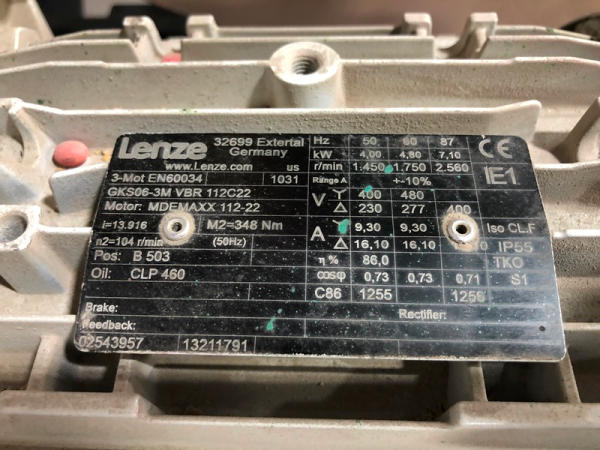 Lenze 32699 Extertal
Germany
www.Lenze.com us
3-Mot EN60034 1031
GKS06-3M VBR 112C22
Motor: MDEMAXX 112-22
i=13.916 M2=348 Nm
n2=104 r/min (50Hz)
Pos: B 503
Oil: CLP 460
Brake:
Feedback:
02543957 13211791
Hz 50 60 87
kW 4,00 4,80 7,10
r/min 1.450 1.750 2.560
Range A +-10%
V Y 400 480
Δ 230 277 400
A Y 9,30 9,30
Δ 16,10 16,10
η % 86,0
cosφ 0,73 0,73 0,71
C86 1255 1256
Rectifier:
CE
IE1
Iso CL.F
IP55
TKO
S1